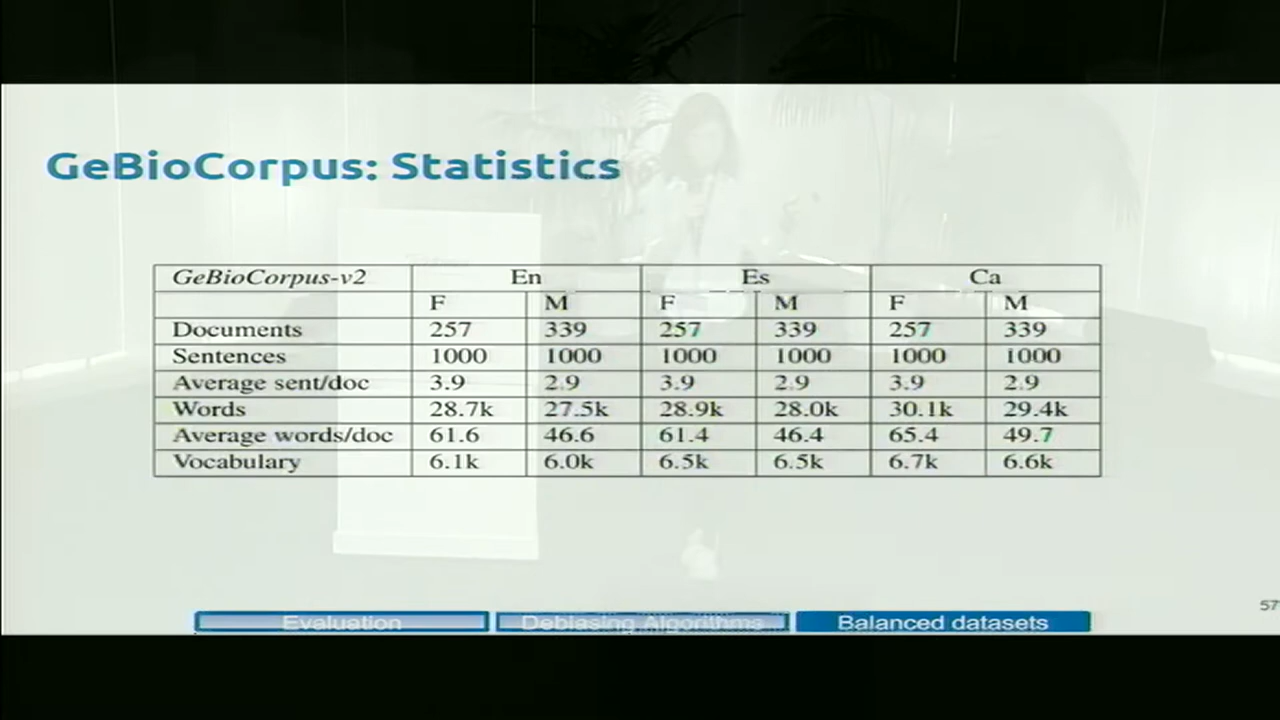 GeBioCorpus: Statistics
GeBioCorpus-v2 En Es Ca
F M F M F M
Documents 257 339 257 339 257 339
Sentences 1000 1000 1000 1000 1000 1000
Average sent/doc 3.9 2.9 3.9 2.9 3.9 2.9
Words 28.7k 27.5k 28.9k 28.0k 30.1k 29.4k
Average words/doc 61.6 46.6 61.4 46.4 65.4 49.7
Vocabulary 6.1k 6.0k 6.5k 6.5k 6.7k 6.6k
57
Evaluation Debiasing Algorithms Balanced datasets